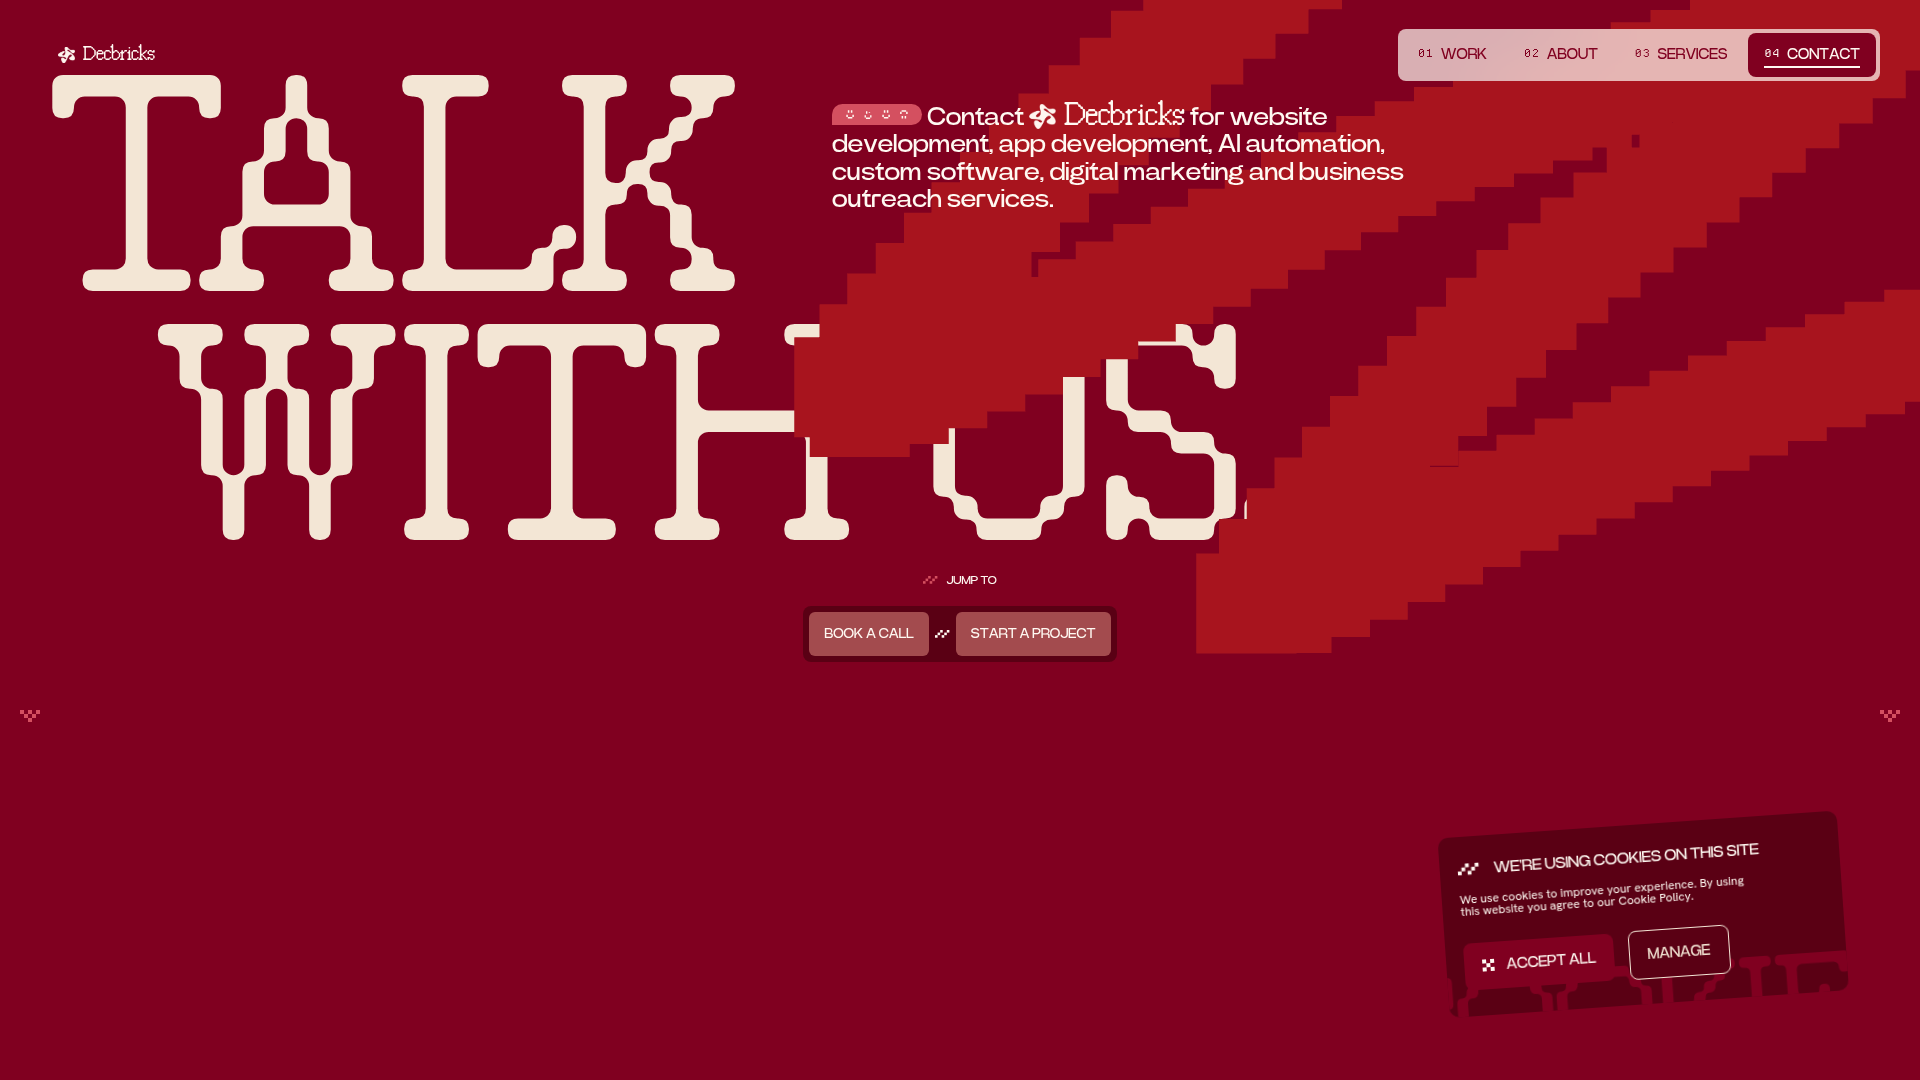 Decbricks
01 WORK
02 ABOUT
03 SERVICES
04 CONTACT
TALK
WITH US.
Contact Decbricks for website
development, app development, AI automation,
custom software, digital marketing and business
outreach services.
JUMP TO
BOOK A CALL
START A PROJECT
WE'RE USING COOKIES ON THIS SITE
We use cookies to improve your experience. By using
this website you agree to our Cookie Policy.
ACCEPT ALL
MANAGE